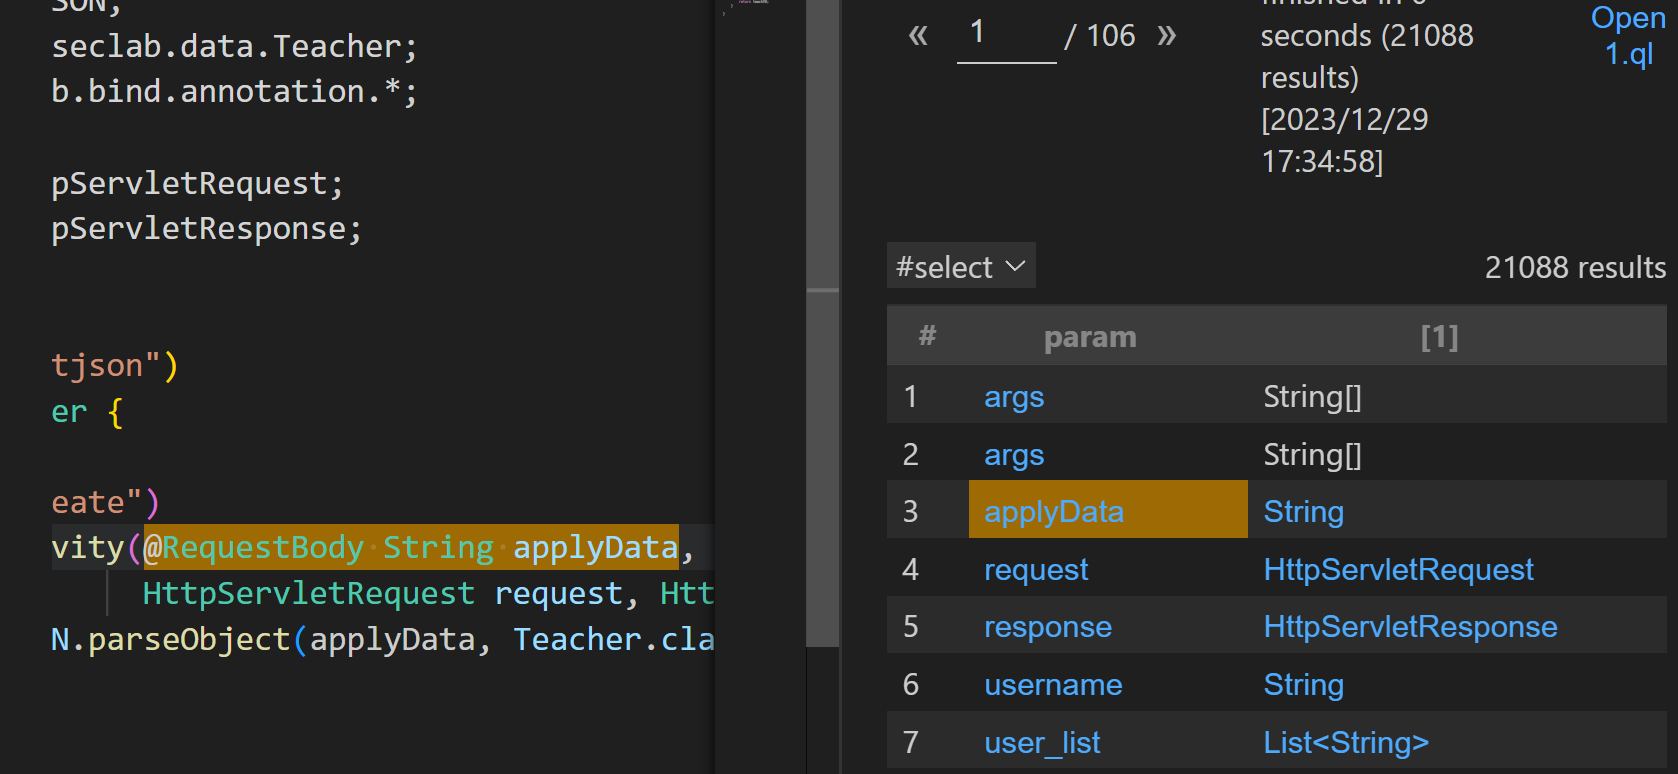 SON;
seclab.data.Teacher;
b.bind.annotation.*;
pServletRequest;
pServletResponse;
tjson")
er {
eate")
vity(@RequestBody String applyData,
HttpServletRequest request, Htt
N.parseObject(applyData, Teacher.cla
« 1 / 106 »
finished in 0
seconds (21088
results)
[2023/12/29
17:34:58]
Open
1.ql
#select
21088 results
# param [1]
1 args String[]
2 args String[]
3 applyData String
4 request HttpServletRequest
5 response HttpServletResponse
6 username String
7 user_list List<String>